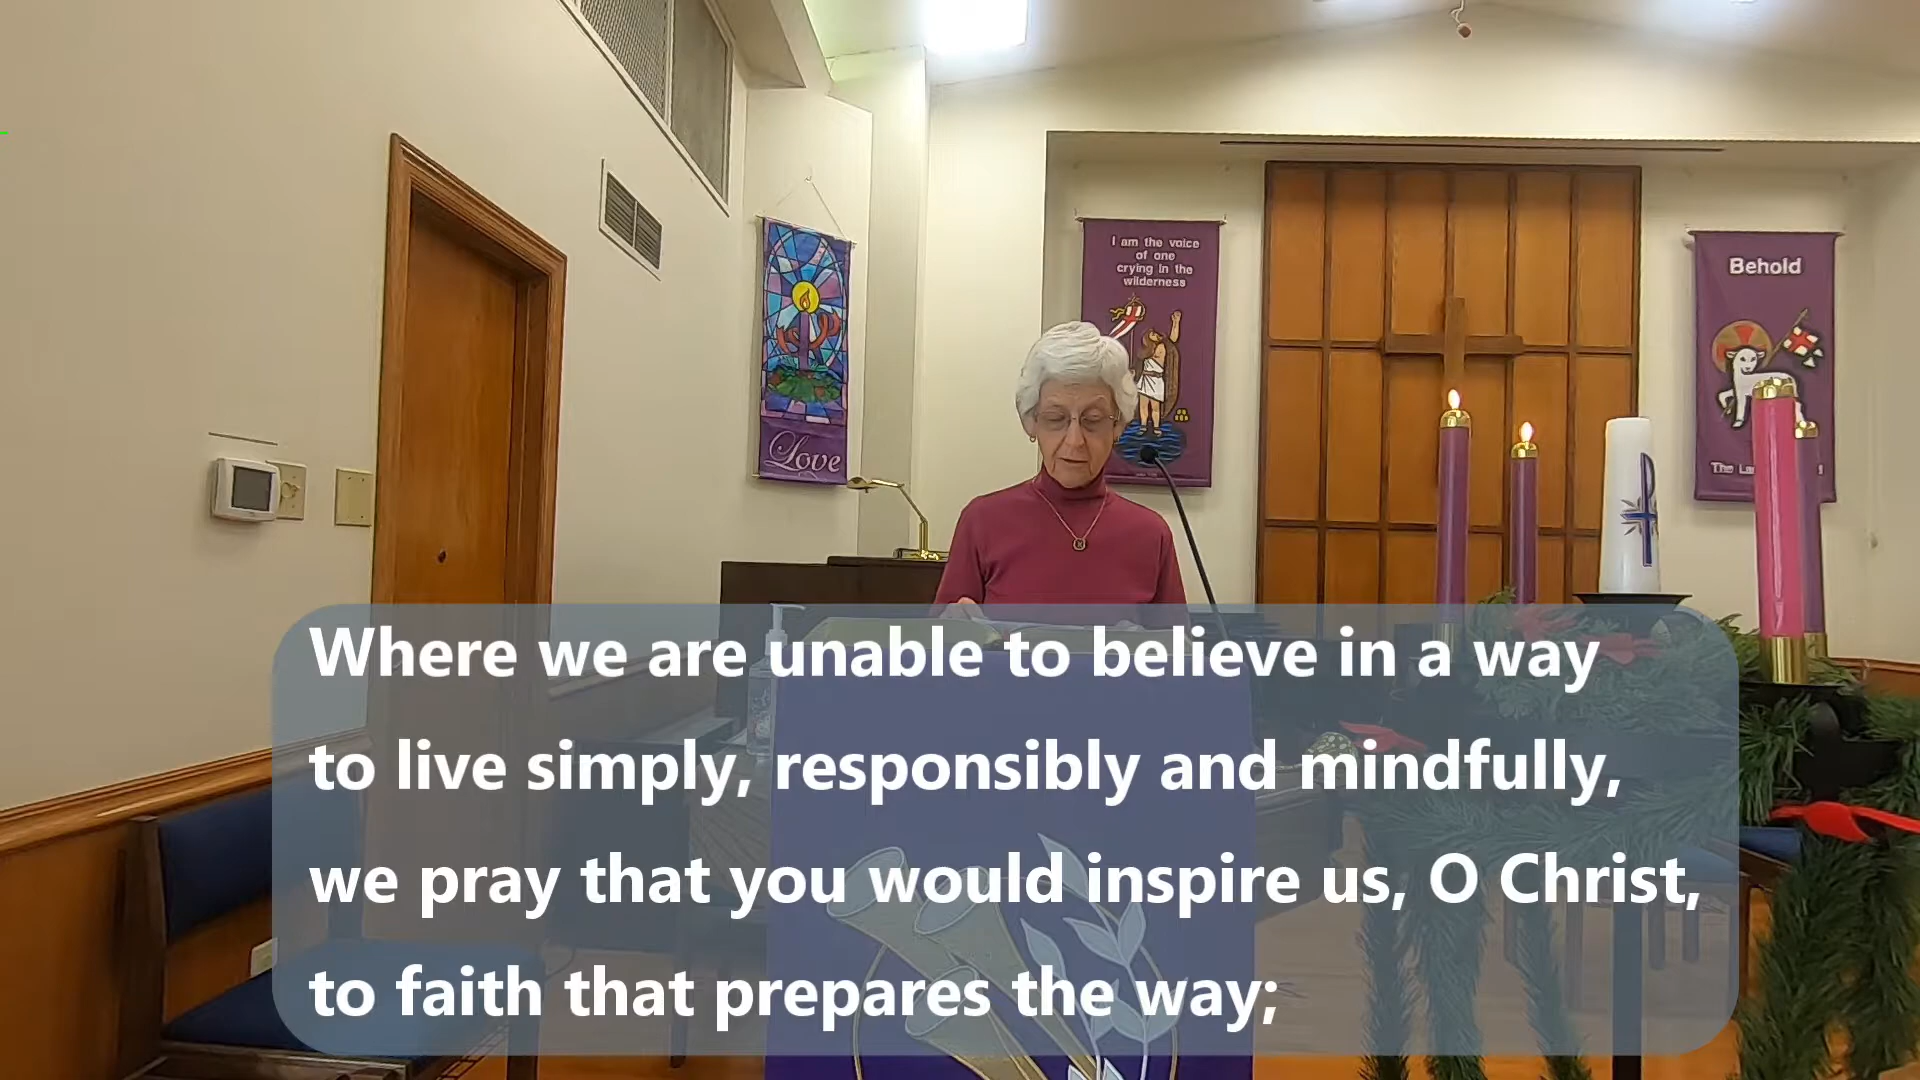 I am the voice
of one
crying in the
wilderness
Behold
Love
The
Where we are unable to believe in a way
to live simply, responsibly and mindfully,
we pray that you would inspire us, O Christ,
to faith that prepares the way;